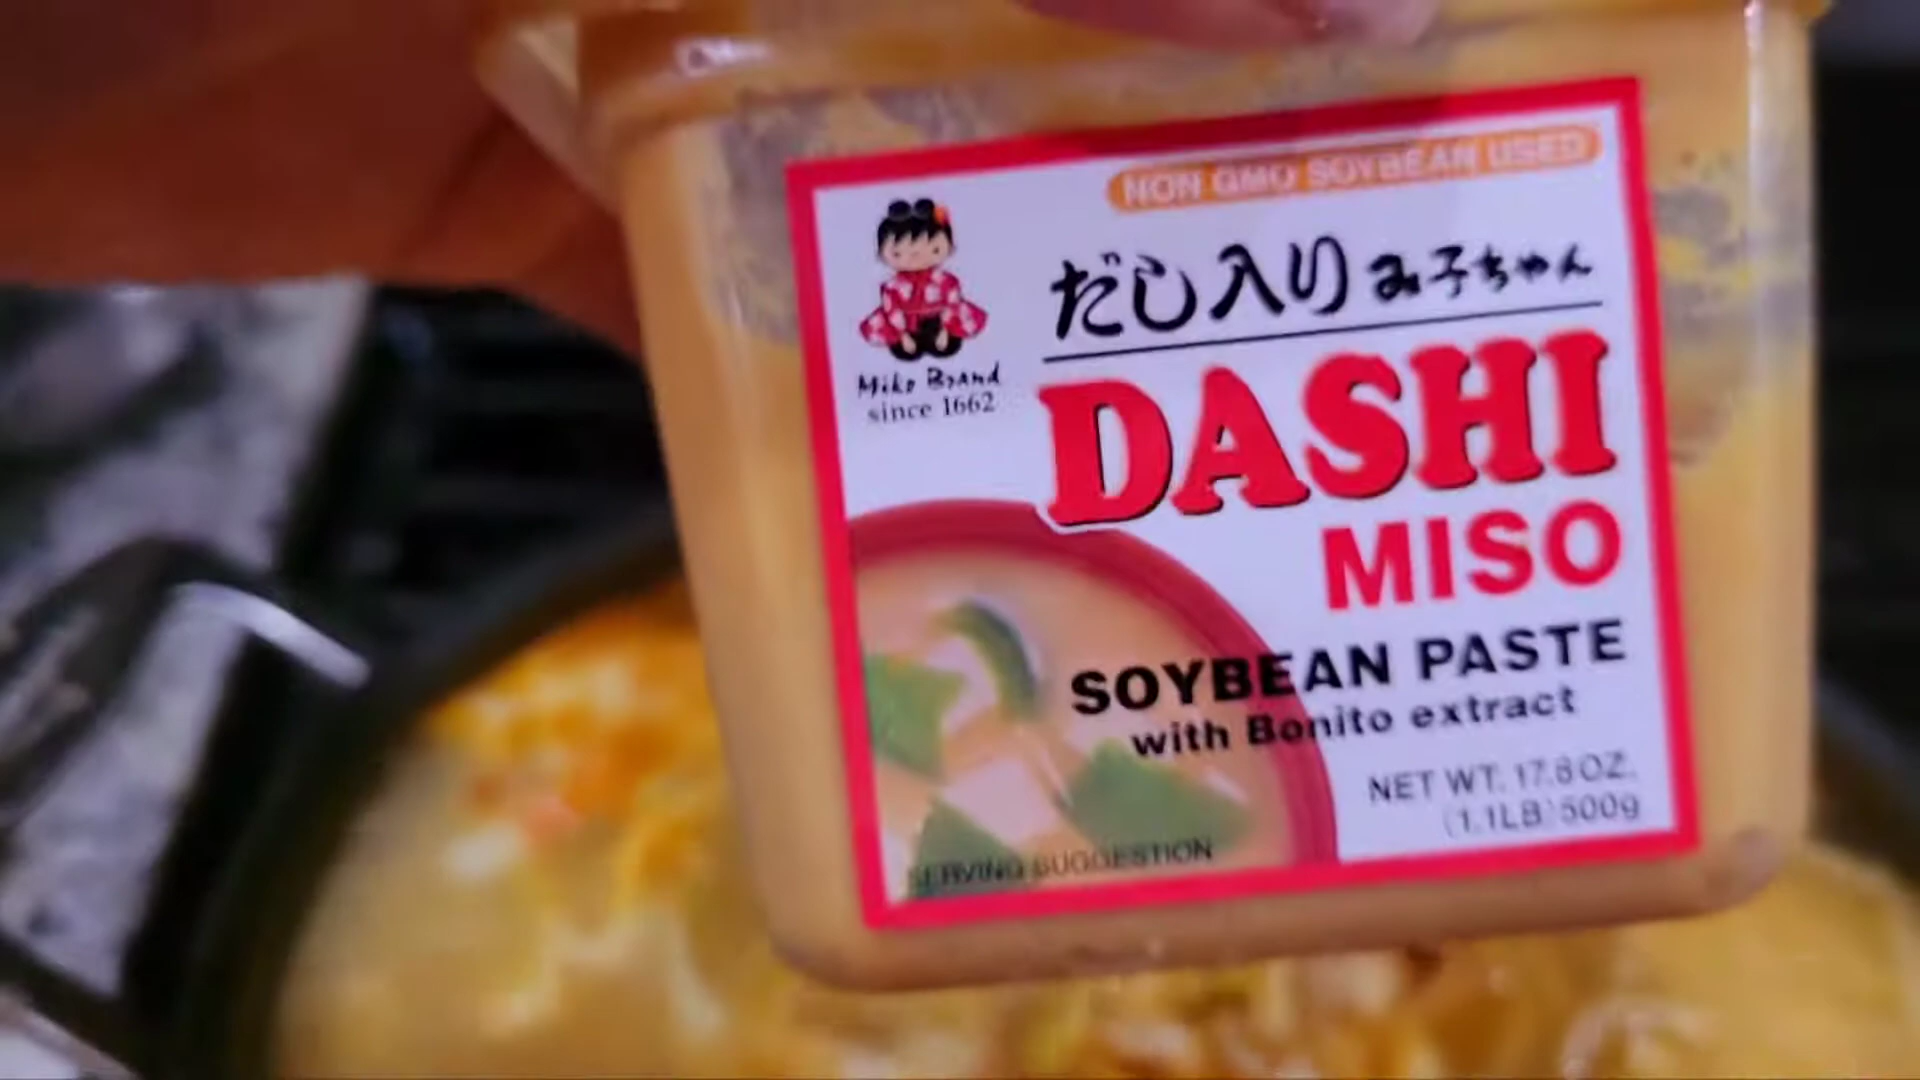 NON GMO SOYBEAN USED
だし入りみ子ちゃん
Miko Brand
since 1662
DASHI
MISO
SOYBEAN PASTE
with Bonito extract
NET WT. 17.6 OZ.
(1.1LB) 500g
SERVING SUGGESTION